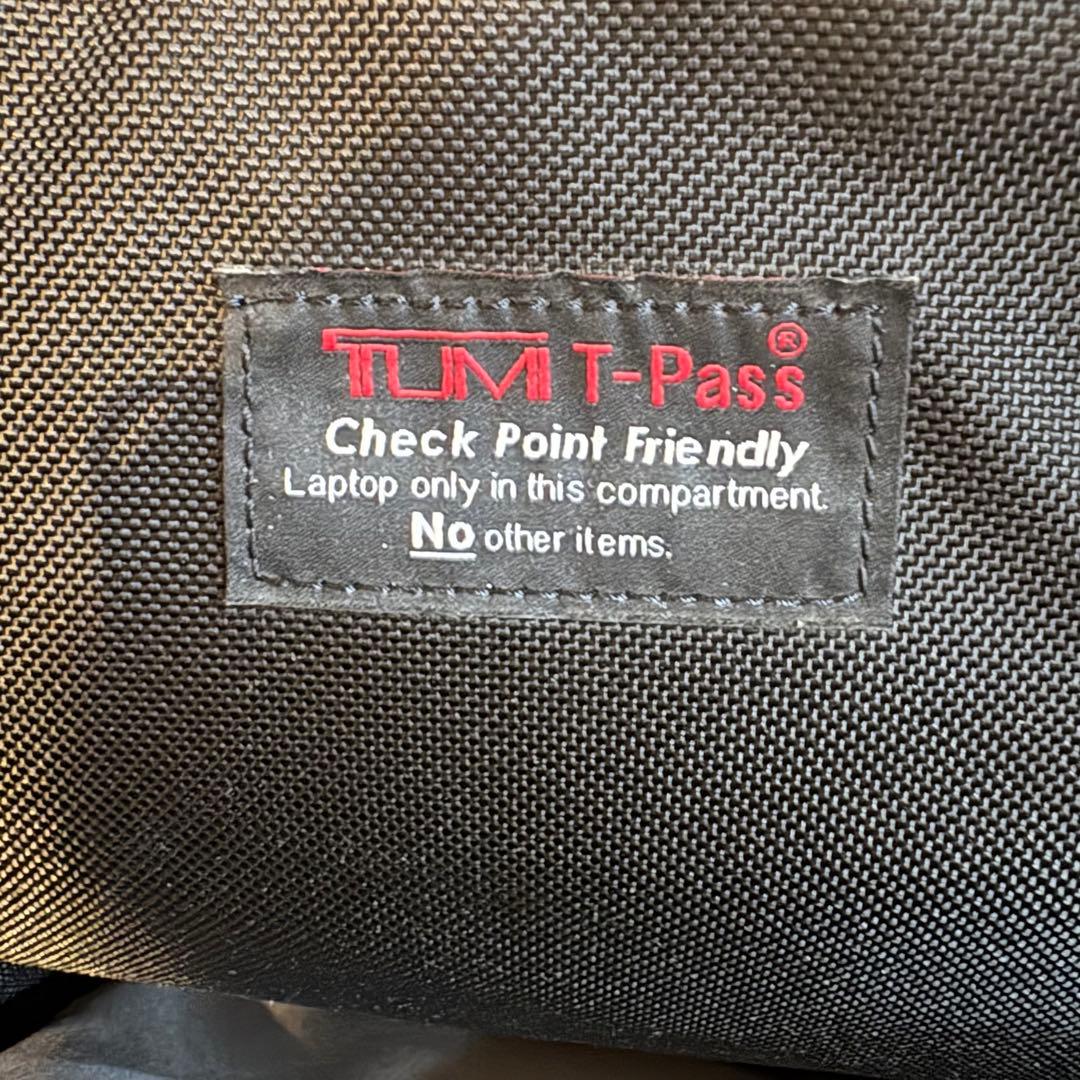 TUMI T-Pass®
Check Point Friendly
Laptop only in this compartment.
No other items.